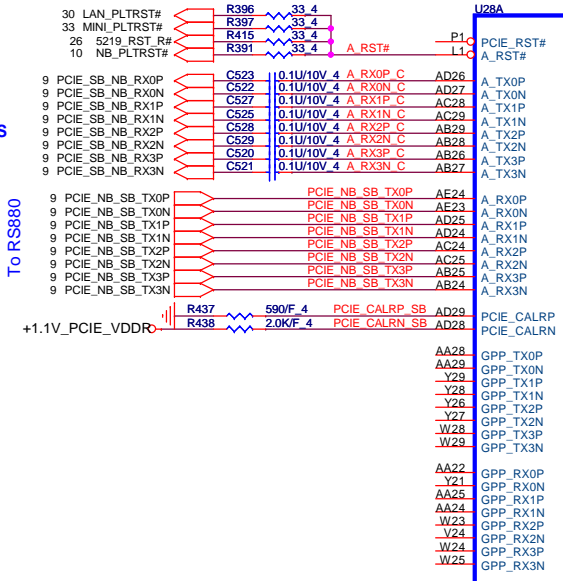 U28A
30 LAN_PLTRST# R396 33_4
33 MINI_PLTRST# R397 33_4
26 5219_RST_R# R415 33_4 P1 PCIE_RST#
10 NB_PLTRST# R391 33_4 A_RST# L1 A_RST#
9 PCIE_SB_NB_RX0P C523 0.1U/10V_4 A_RX0P_C AD26 A_TX0P
9 PCIE_SB_NB_RX0N C522 0.1U/10V_4 A_RX0N_C AD27 A_TX0N
9 PCIE_SB_NB_RX1P C524 0.1U/10V_4 A_RX1P_C AC28 A_TX1P
9 PCIE_SB_NB_RX1N C525 0.1U/10V_4 A_RX1N_C AC29 A_TX1N
9 PCIE_SB_NB_RX2P C528 0.1U/10V_4 A_RX2P_C AB29 A_TX2P
9 PCIE_SB_NB_RX2N C529 0.1U/10V_4 A_RX2N_C AB28 A_TX2N
9 PCIE_SB_NB_RX3P C520 0.1U/10V_4 A_RX3P_C AB26 A_TX3P
9 PCIE_SB_NB_RX3N C521 0.1U/10V_4 A_RX3N_C AB27 A_TX3N
s
To RS880
9 PCIE_NB_SB_TX0P PCIE_NB_SB_TX0P AE24 A_RX0P
9 PCIE_NB_SB_TX0N PCIE_NB_SB_TX0N AE23 A_RX0N
9 PCIE_NB_SB_TX1P PCIE_NB_SB_TX1P AD25 A_RX1P
9 PCIE_NB_SB_TX1N PCIE_NB_SB_TX1N AD24 A_RX1N
9 PCIE_NB_SB_TX2P PCIE_NB_SB_TX2P AC24 A_RX2P
9 PCIE_NB_SB_TX2N PCIE_NB_SB_TX2N AC25 A_RX2N
9 PCIE_NB_SB_TX3P PCIE_NB_SB_TX3P AB25 A_RX3P
9 PCIE_NB_SB_TX3N PCIE_NB_SB_TX3N AB24 A_RX3N
R437 590/F_4 PCIE_CALRP_SB AD29 PCIE_CALRP
+1.1V_PCIE_VDDR R438 2.0K/F_4 PCIE_CALRN_SB AD28 PCIE_CALRN
AA28 GPP_TX0P
AA29 GPP_TX0N
Y29 GPP_TX1P
Y28 GPP_TX1N
Y26 GPP_TX2P
Y27 GPP_TX2N
W28 GPP_TX3P
W29 GPP_TX3N
AA22 GPP_RX0P
Y21 GPP_RX0N
AA25 GPP_RX1P
AA24 GPP_RX1N
W23 GPP_RX2P
V24 GPP_RX2N
W24 GPP_RX3P
W25 GPP_RX3N